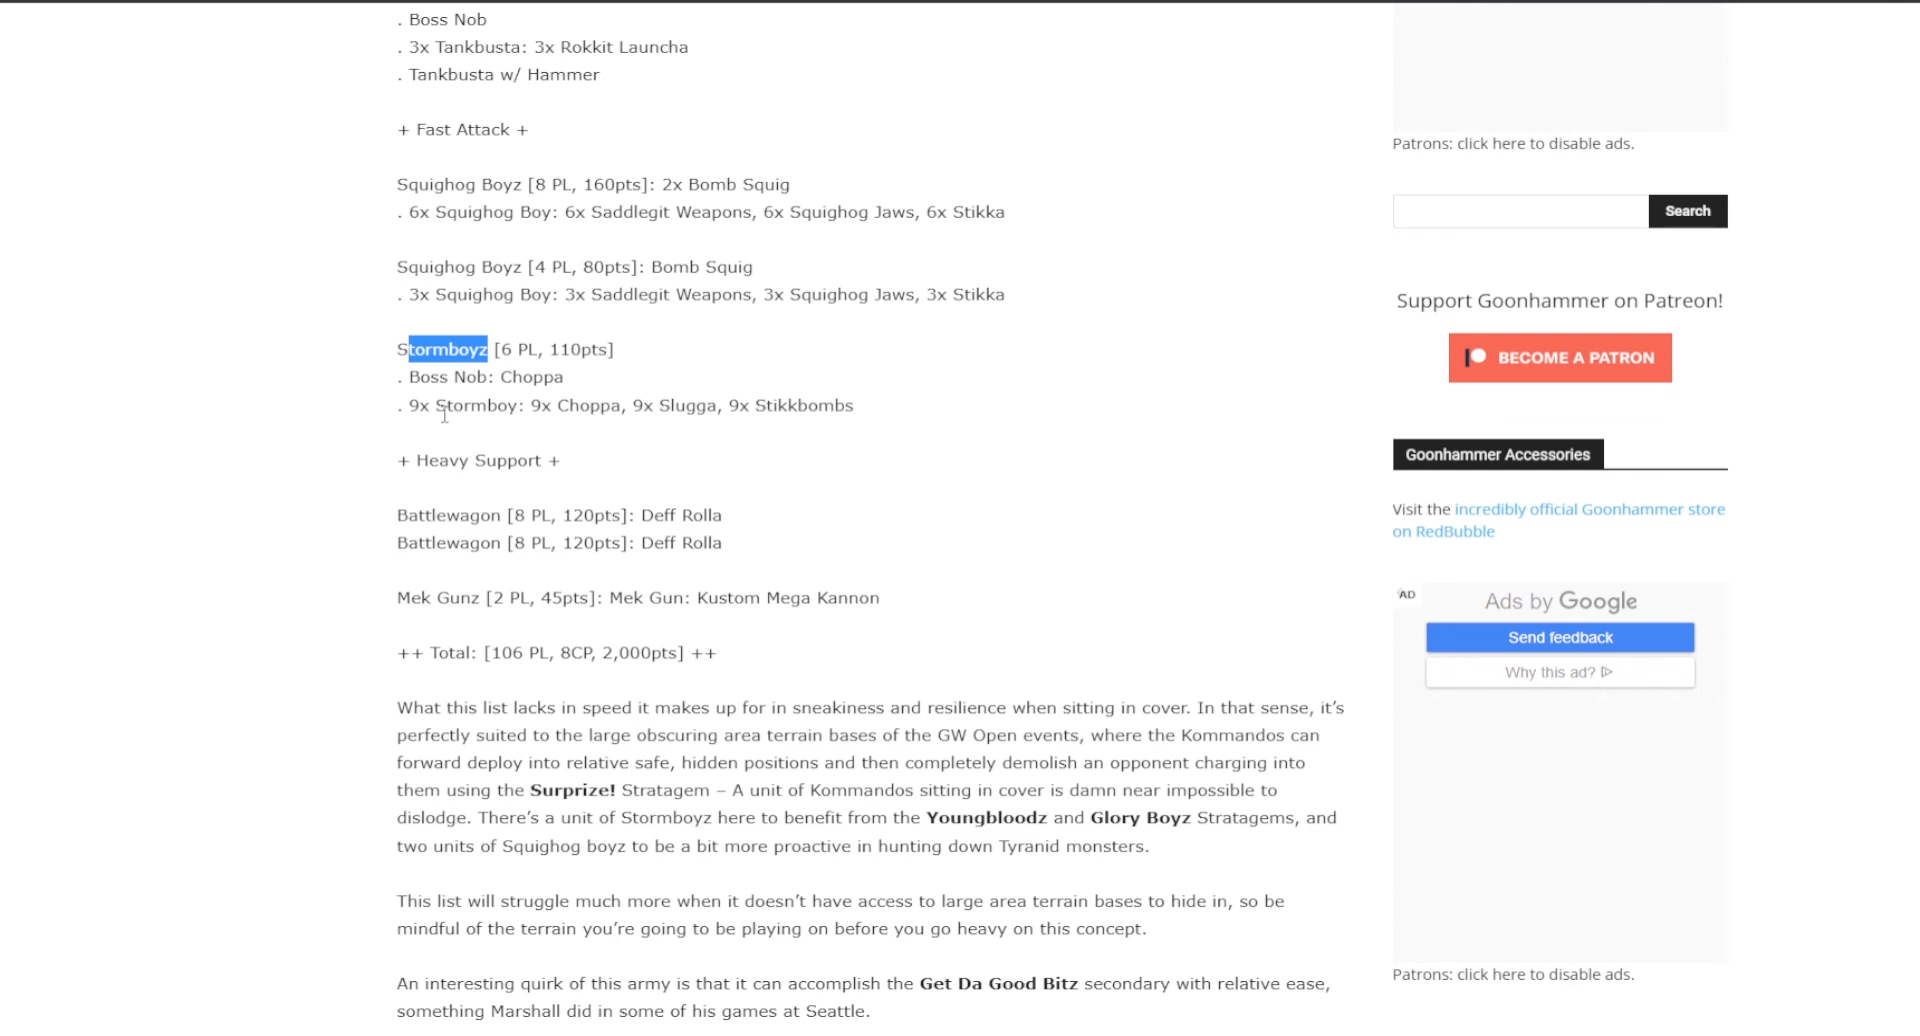 . Boss Nob
. 3x Tankbusta: 3x Rokkit Launcha
. Tankbusta w/ Hammer
+ Fast Attack +
Squighog Boyz [8 PL, 160pts]: 2x Bomb Squig
. 6x Squighog Boy: 6x Saddlegit Weapons, 6x Squighog Jaws, 6x Stikka
Squighog Boyz [4 PL, 80pts]: Bomb Squig
. 3x Squighog Boy: 3x Saddlegit Weapons, 3x Squighog Jaws, 3x Stikka
Stormboyz [6 PL, 110pts]
. Boss Nob: Choppa
. 9x Stormboy: 9x Choppa, 9x Slugga, 9x Stikkbombs
+ Heavy Support +
Battlewagon [8 PL, 120pts]: Deff Rolla
Battlewagon [8 PL, 120pts]: Deff Rolla
Mek Gunz [2 PL, 45pts]: Mek Gun: Kustom Mega Kannon
++ Total: [106 PL, 8CP, 2,000pts] ++
What this list lacks in speed it makes up for in sneakiness and resilience when sitting in cover. In that sense, it’s
perfectly suited to the large obscuring area terrain bases of the GW Open events, where the Kommandos can
forward deploy into relative safe, hidden positions and then completely demolish an opponent charging into
them using the Surprize! Stratagem – A unit of Kommandos sitting in cover is damn near impossible to
dislodge. There’s a unit of Stormboyz here to benefit from the Youngbloodz and Glory Boyz Stratagems, and
two units of Squighog boyz to be a bit more proactive in hunting down Tyranid monsters.
This list will struggle much more when it doesn’t have access to large area terrain bases to hide in, so be
mindful of the terrain you’re going to be playing on before you go heavy on this concept.
An interesting quirk of this army is that it can accomplish the Get Da Good Bitz secondary with relative ease,
something Marshall did in some of his games at Seattle.
Patrons: click here to disable ads.
Search
Support Goonhammer on Patreon!
BECOME A PATRON
Goonhammer Accessories
Visit the incredibly official Goonhammer store
on RedBubble
AD
Ads by Google
Send feedback
Why this ad?
Patrons: click here to disable ads.